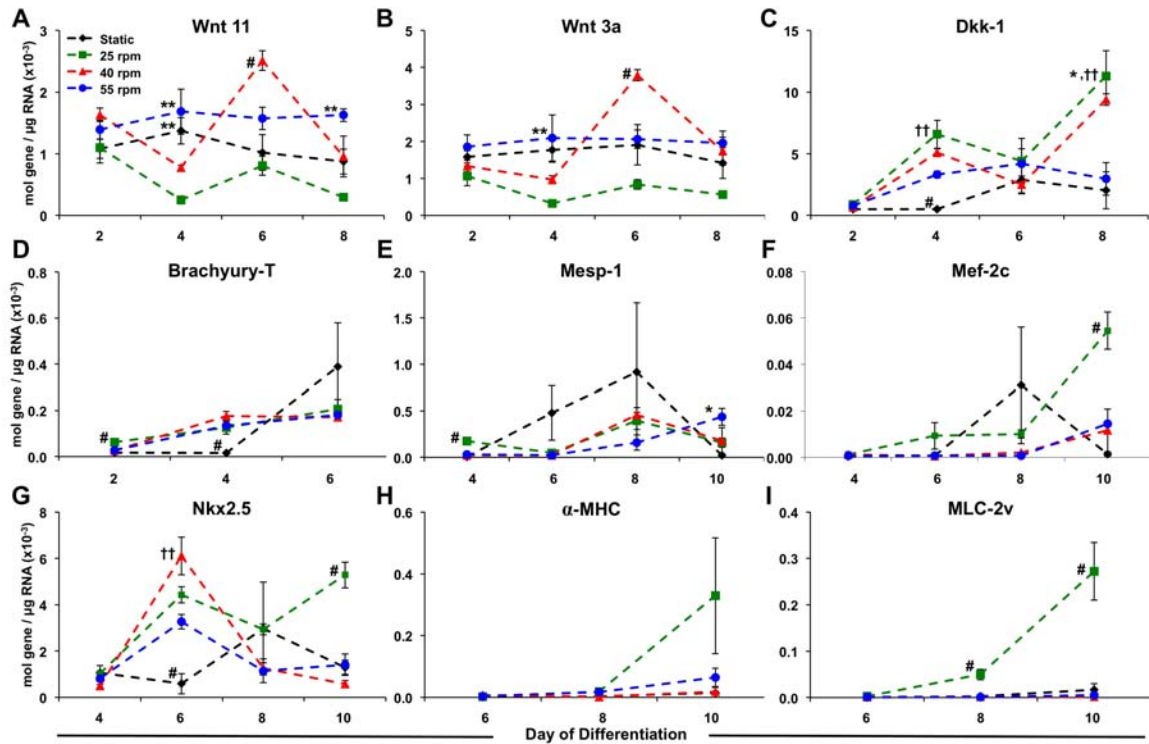 A Wnt 11
B Wnt 3a
C Dkk-1
mol gene / µg RNA (x10⁻³)
Static
25 rpm
40 rpm
55 rpm
3
2
1
0
** ** # **
2 4 6 8
5
4
3
2
1
0
** #
2 4 6 8
15
10
5
0
# †† *,††
2 4 6 8
D Brachyury-T
E Mesp-1
F Mef-2c
mol gene / µg RNA (x10⁻³)
0.8
0.6
0.4
0.2
0.0
# #
2 4 6
2.0
1.5
1.0
0.5
0.0
# *
4 6 8 10
0.08
0.06
0.04
0.02
0.00
#
4 6 8 10
G Nkx2.5
H α-MHC
I MLC-2v
mol gene / µg RNA (x10⁻³)
8
6
4
2
0
†† # #
4 6 8 10
0.6
0.4
0.2
0.0
6 8 10
0.4
0.3
0.2
0.1
0.0
# #
6 8 10
Day of Differentiation